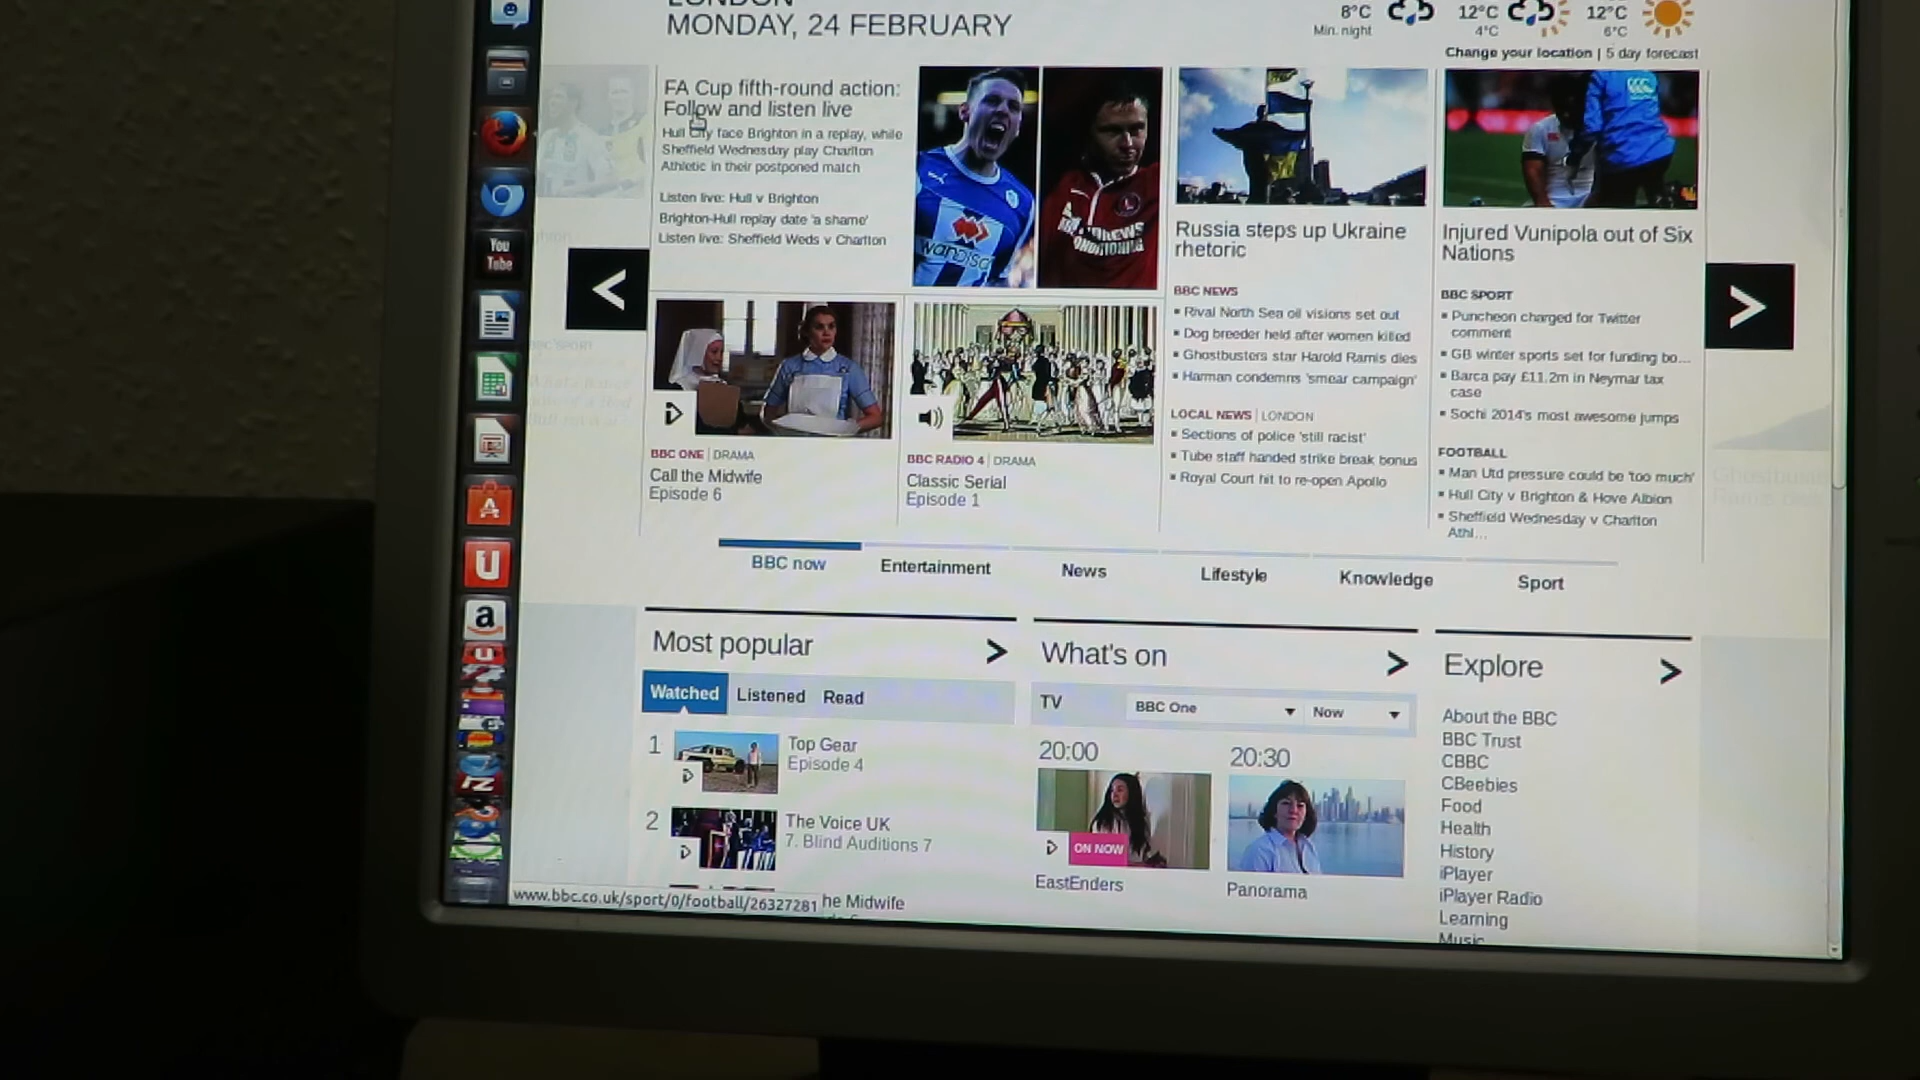 LONDON
MONDAY, 24 FEBRUARY
8°C
Min. night
12°C
4°C
12°C
6°C
Change your location | 5 day forecast
FA Cup fifth-round action:
Follow and listen live
Hull City face Brighton in a replay, while
Sheffield Wednesday play Charlton
Athletic in their postponed match
Listen live: Hull v Brighton
Brighton-Hull replay date 'a shame'
Listen live: Sheffield Weds v Charlton
Russia steps up Ukraine
rhetoric
BBC NEWS
Rival North Sea oil visions set out
Dog breeder held after women killed
Ghostbusters star Harold Ramis dies
Harman condemns 'smear campaign'
LOCAL NEWS | LONDON
Sections of police 'still racist'
Tube staff handed strike break bonus
Royal Court hit to re-open Apollo
Injured Vunipola out of Six
Nations
BBC SPORT
Puncheon charged for Twitter
comment
GB winter sports set for funding bo...
Barca pay £11.2m in Neymar tax
case
Sochi 2014's most awesome jumps
FOOTBALL
Man Utd pressure could be 'too much'
Hull City v Brighton & Hove Albion
Sheffield Wednesday v Charlton
Athl...
BBC ONE | DRAMA
Call the Midwife
Episode 6
BBC RADIO 4 | DRAMA
Classic Serial
Episode 1
BBC now
Entertainment
News
Lifestyle
Knowledge
Sport
Most popular
Watched
Listened
Read
1
Top Gear
Episode 4
2
The Voice UK
7. Blind Auditions 7
he Midwife
www.bbc.co.uk/sport/0/football/26327281
What's on
TV
BBC One
Now
20:00
ON NOW
EastEnders
20:30
Panorama
Explore
About the BBC
BBC Trust
CBBC
CBeebies
Food
Health
History
iPlayer
iPlayer Radio
Learning
Music
You
Tube